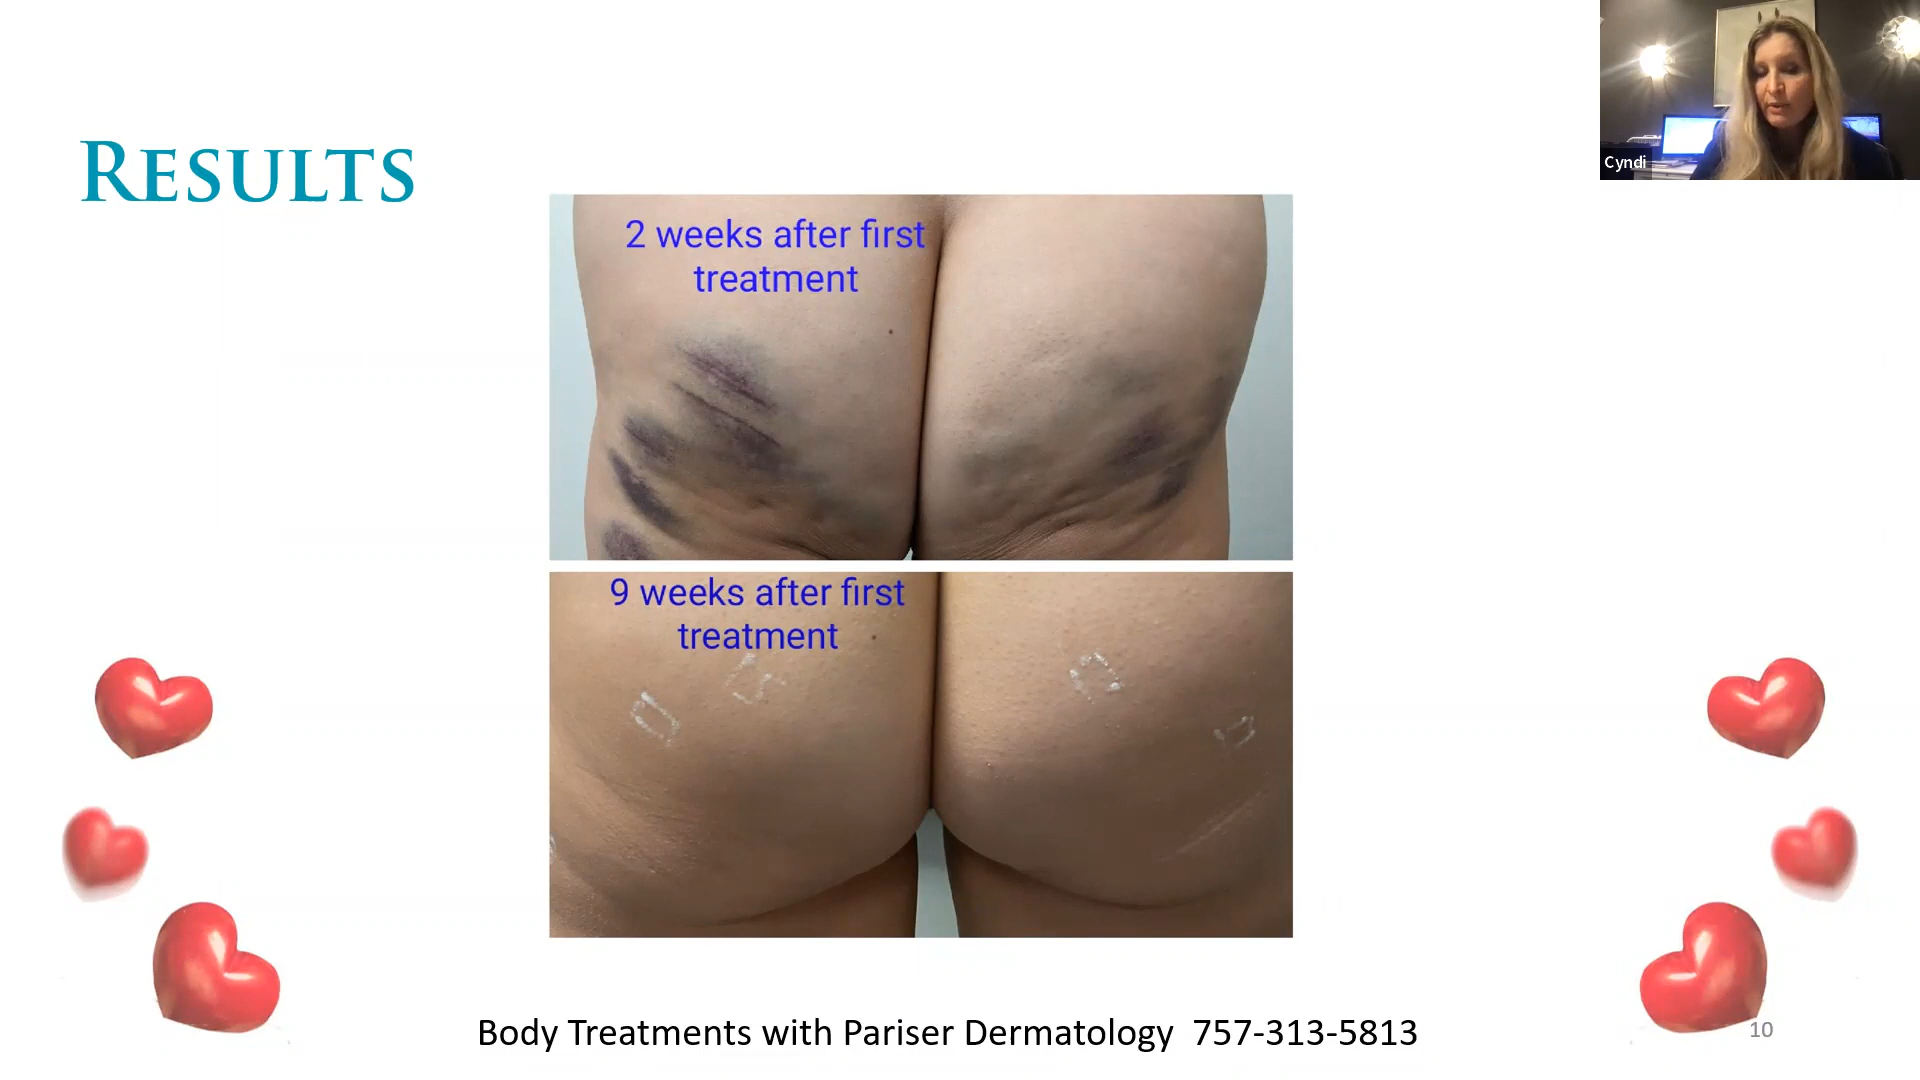 RESULTS
Cyndi
2 weeks after first
treatment
9 weeks after first
treatment
Body Treatments with Pariser Dermatology 757-313-5813
10